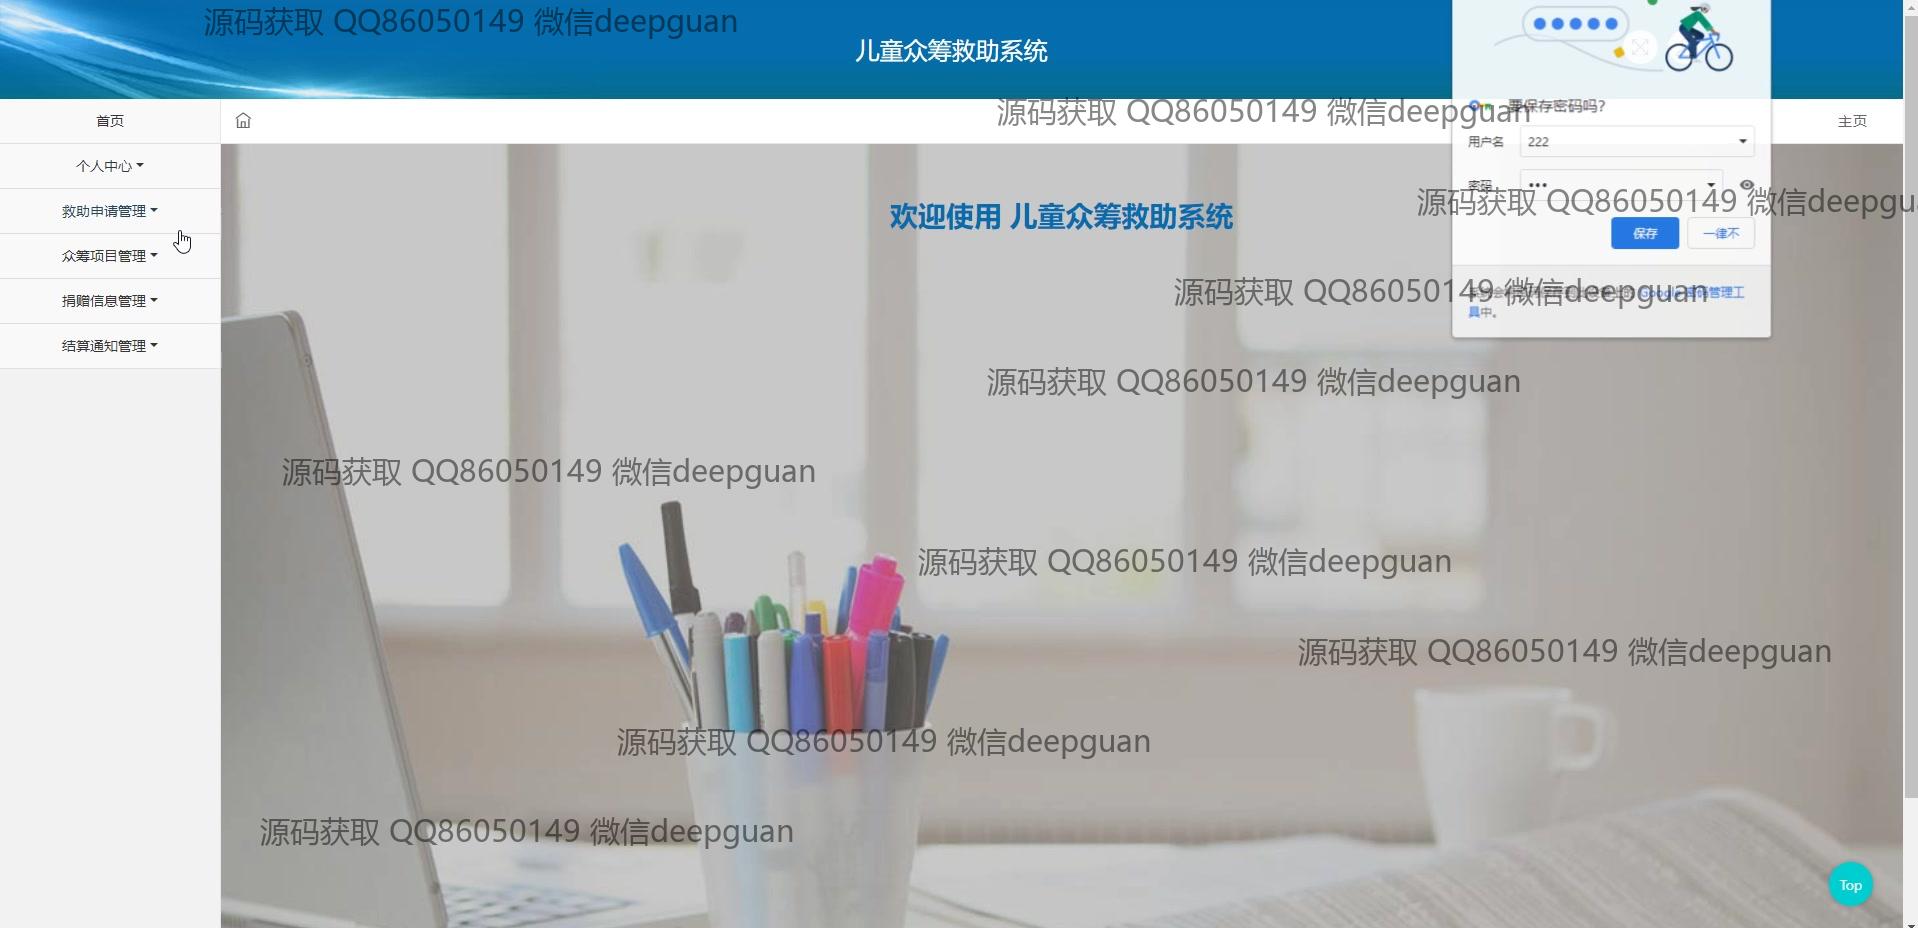 源码获取 QQ86050149 微信deepguan
儿童众筹救助系统
源码获取 QQ86050149 微信deepguan
要保存密码吗?
首页
主页
用户名
222
个人中心
密码
•••
源码获取 QQ86050149 微信deepgu
救助申请管理
欢迎使用 儿童众筹救助系统
保存
一律不
众筹项目管理
源码获取 QQ86050149 微信deepguan
Google 密码管理工
具中。
捐赠信息管理
结算通知管理
源码获取 QQ86050149 微信deepguan
源码获取 QQ86050149 微信deepguan
源码获取 QQ86050149 微信deepguan
源码获取 QQ86050149 微信deepguan
源码获取 QQ86050149 微信deepguan
源码获取 QQ86050149 微信deepguan
Top